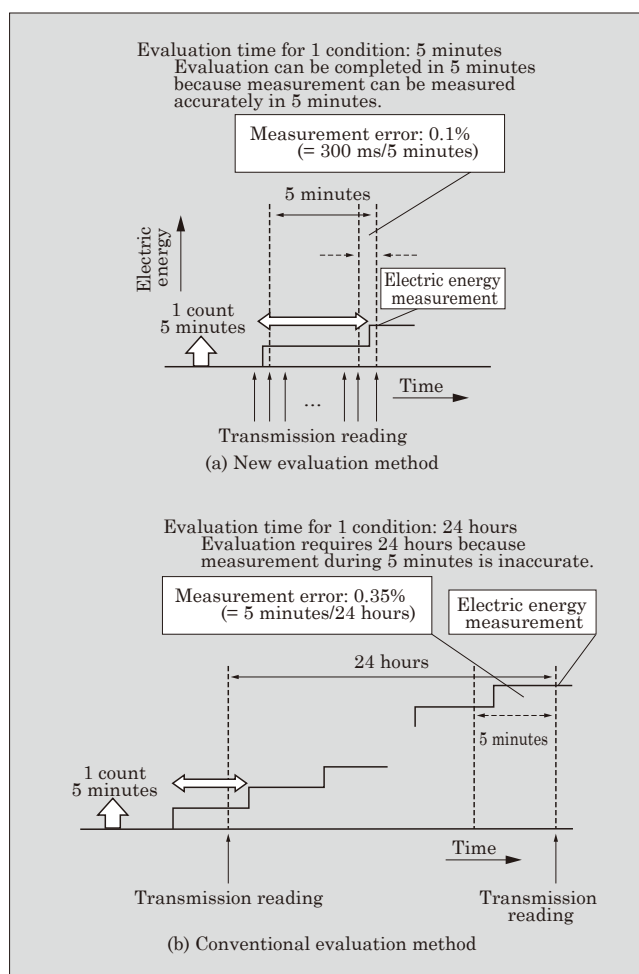 Evaluation time for 1 condition: 5 minutes
Evaluation can be completed in 5 minutes
because measurement can be measured
accurately in 5 minutes.
Measurement error: 0.1%
(= 300 ms/5 minutes)
5 minutes
Electric
energy
Electric energy
measurement
1 count
5 minutes
Time
...
Transmission reading
(a) New evaluation method
Evaluation time for 1 condition: 24 hours
Evaluation requires 24 hours because
measurement during 5 minutes is inaccurate.
Measurement error: 0.35%
(= 5 minutes/24 hours)
Electric energy
measurement
24 hours
5 minutes
1 count
5 minutes
Time
Transmission reading
Transmission
reading
(b) Conventional evaluation method